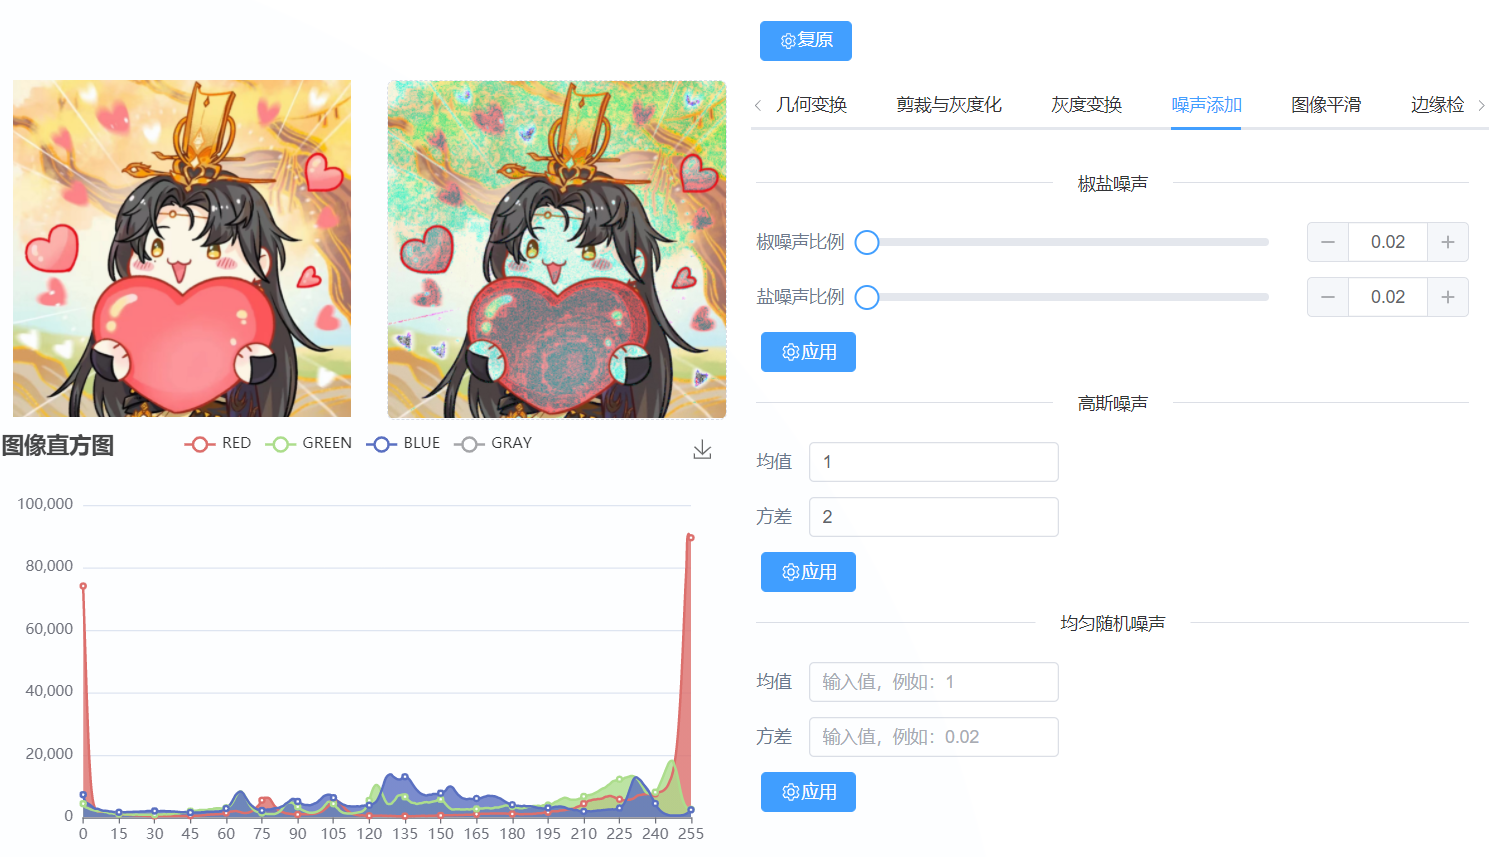 复原
几何变换 剪裁与灰度化 灰度变换 噪声添加 图像平滑 边缘检
椒盐噪声
椒噪声比例 0.02
盐噪声比例 0.02
应用
高斯噪声
均值 1
方差 2
应用
均匀随机噪声
均值 输入值，例如：1
方差 输入值，例如：0.02
应用
图像直方图 RED GREEN BLUE GRAY
100,000
80,000
60,000
40,000
20,000
0
0 15 30 45 60 75 90 105 120 135 150 165 180 195 210 225 240 255